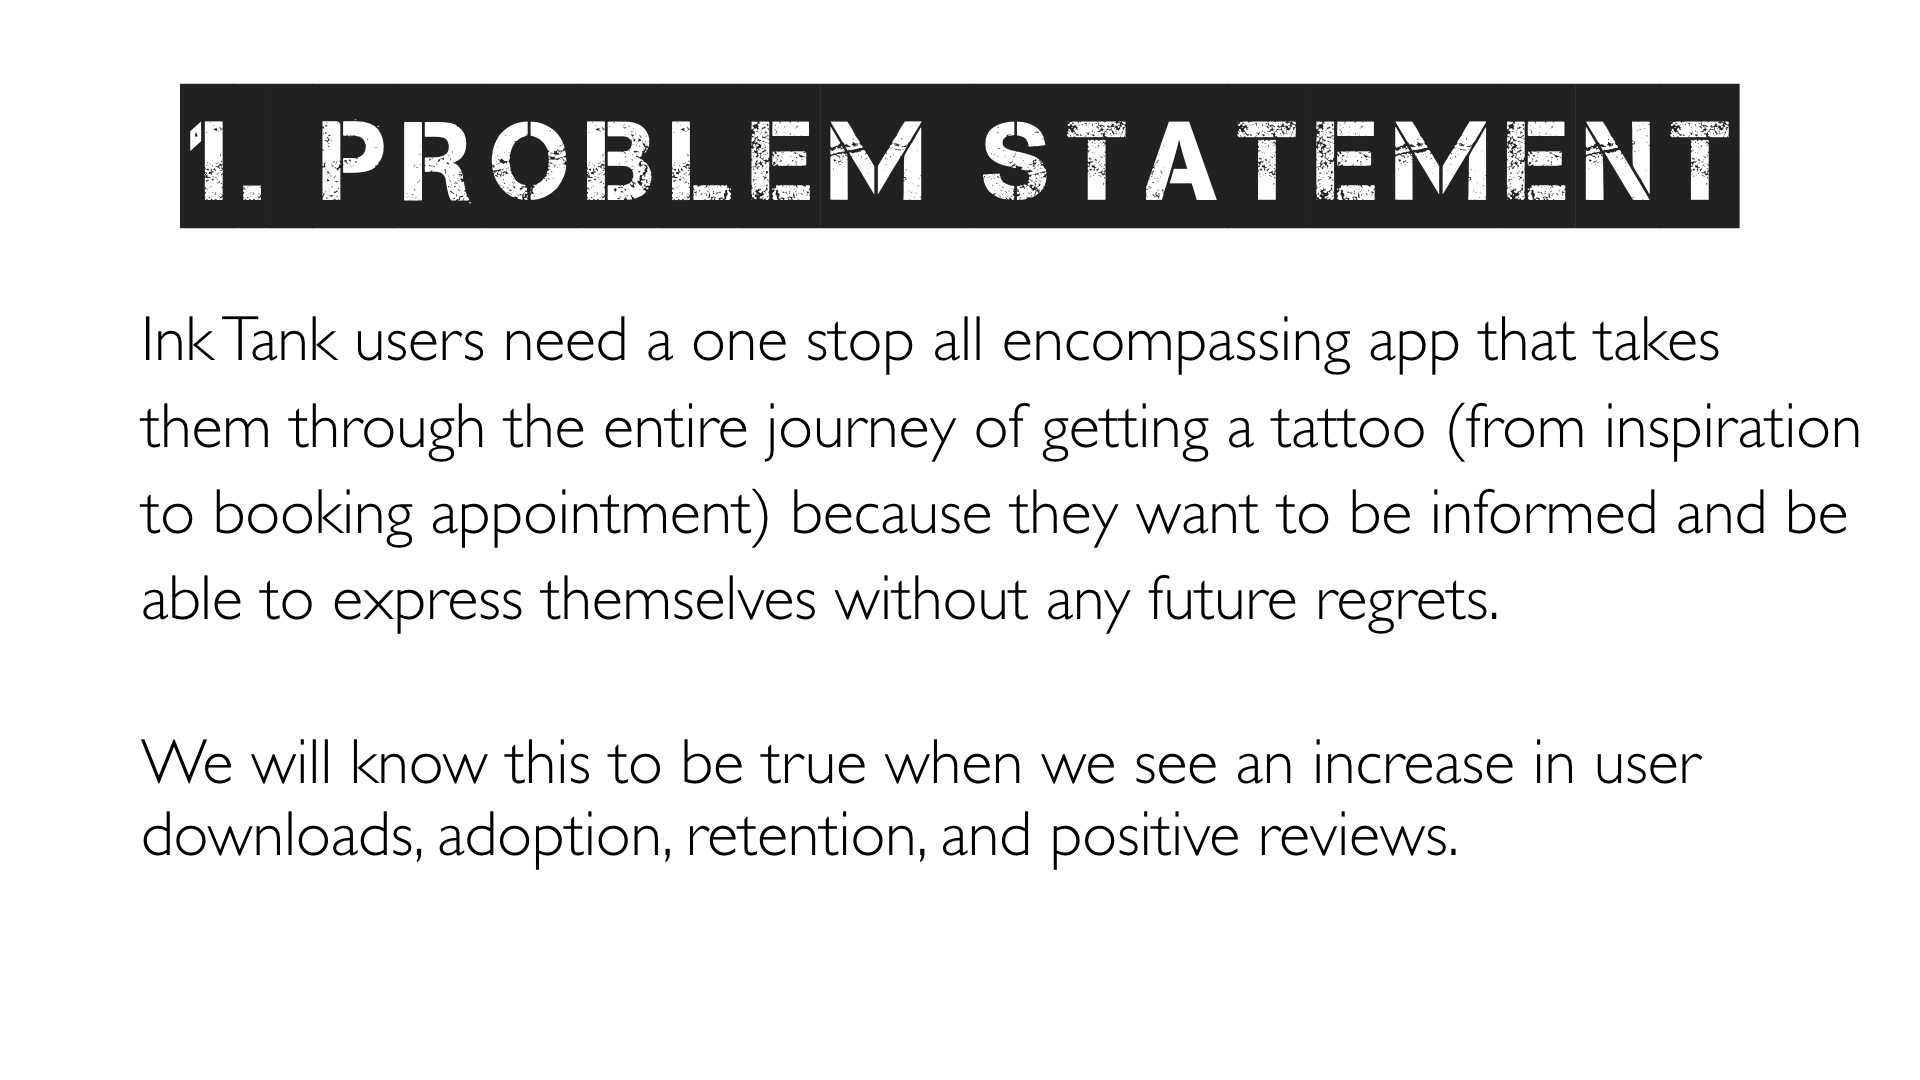 1. PROBLEM STATEMENT
Ink Tank users need a one stop all encompassing app that takes
them through the entire journey of getting a tattoo (from inspiration
to booking appointment) because they want to be informed and be
able to express themselves without any future regrets.
We will know this to be true when we see an increase in user
downloads, adoption, retention, and positive reviews.